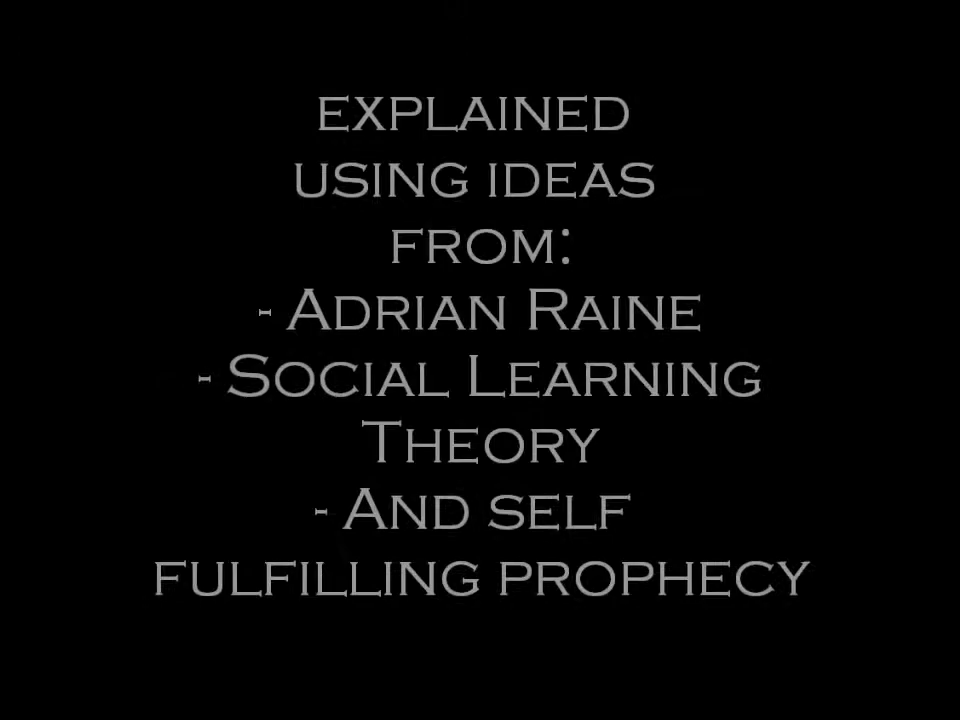 EXPLAINED
USING IDEAS
FROM:
- ADRIAN RAINE
- SOCIAL LEARNING
THEORY
- AND SELF
FULFILLING PROPHECY